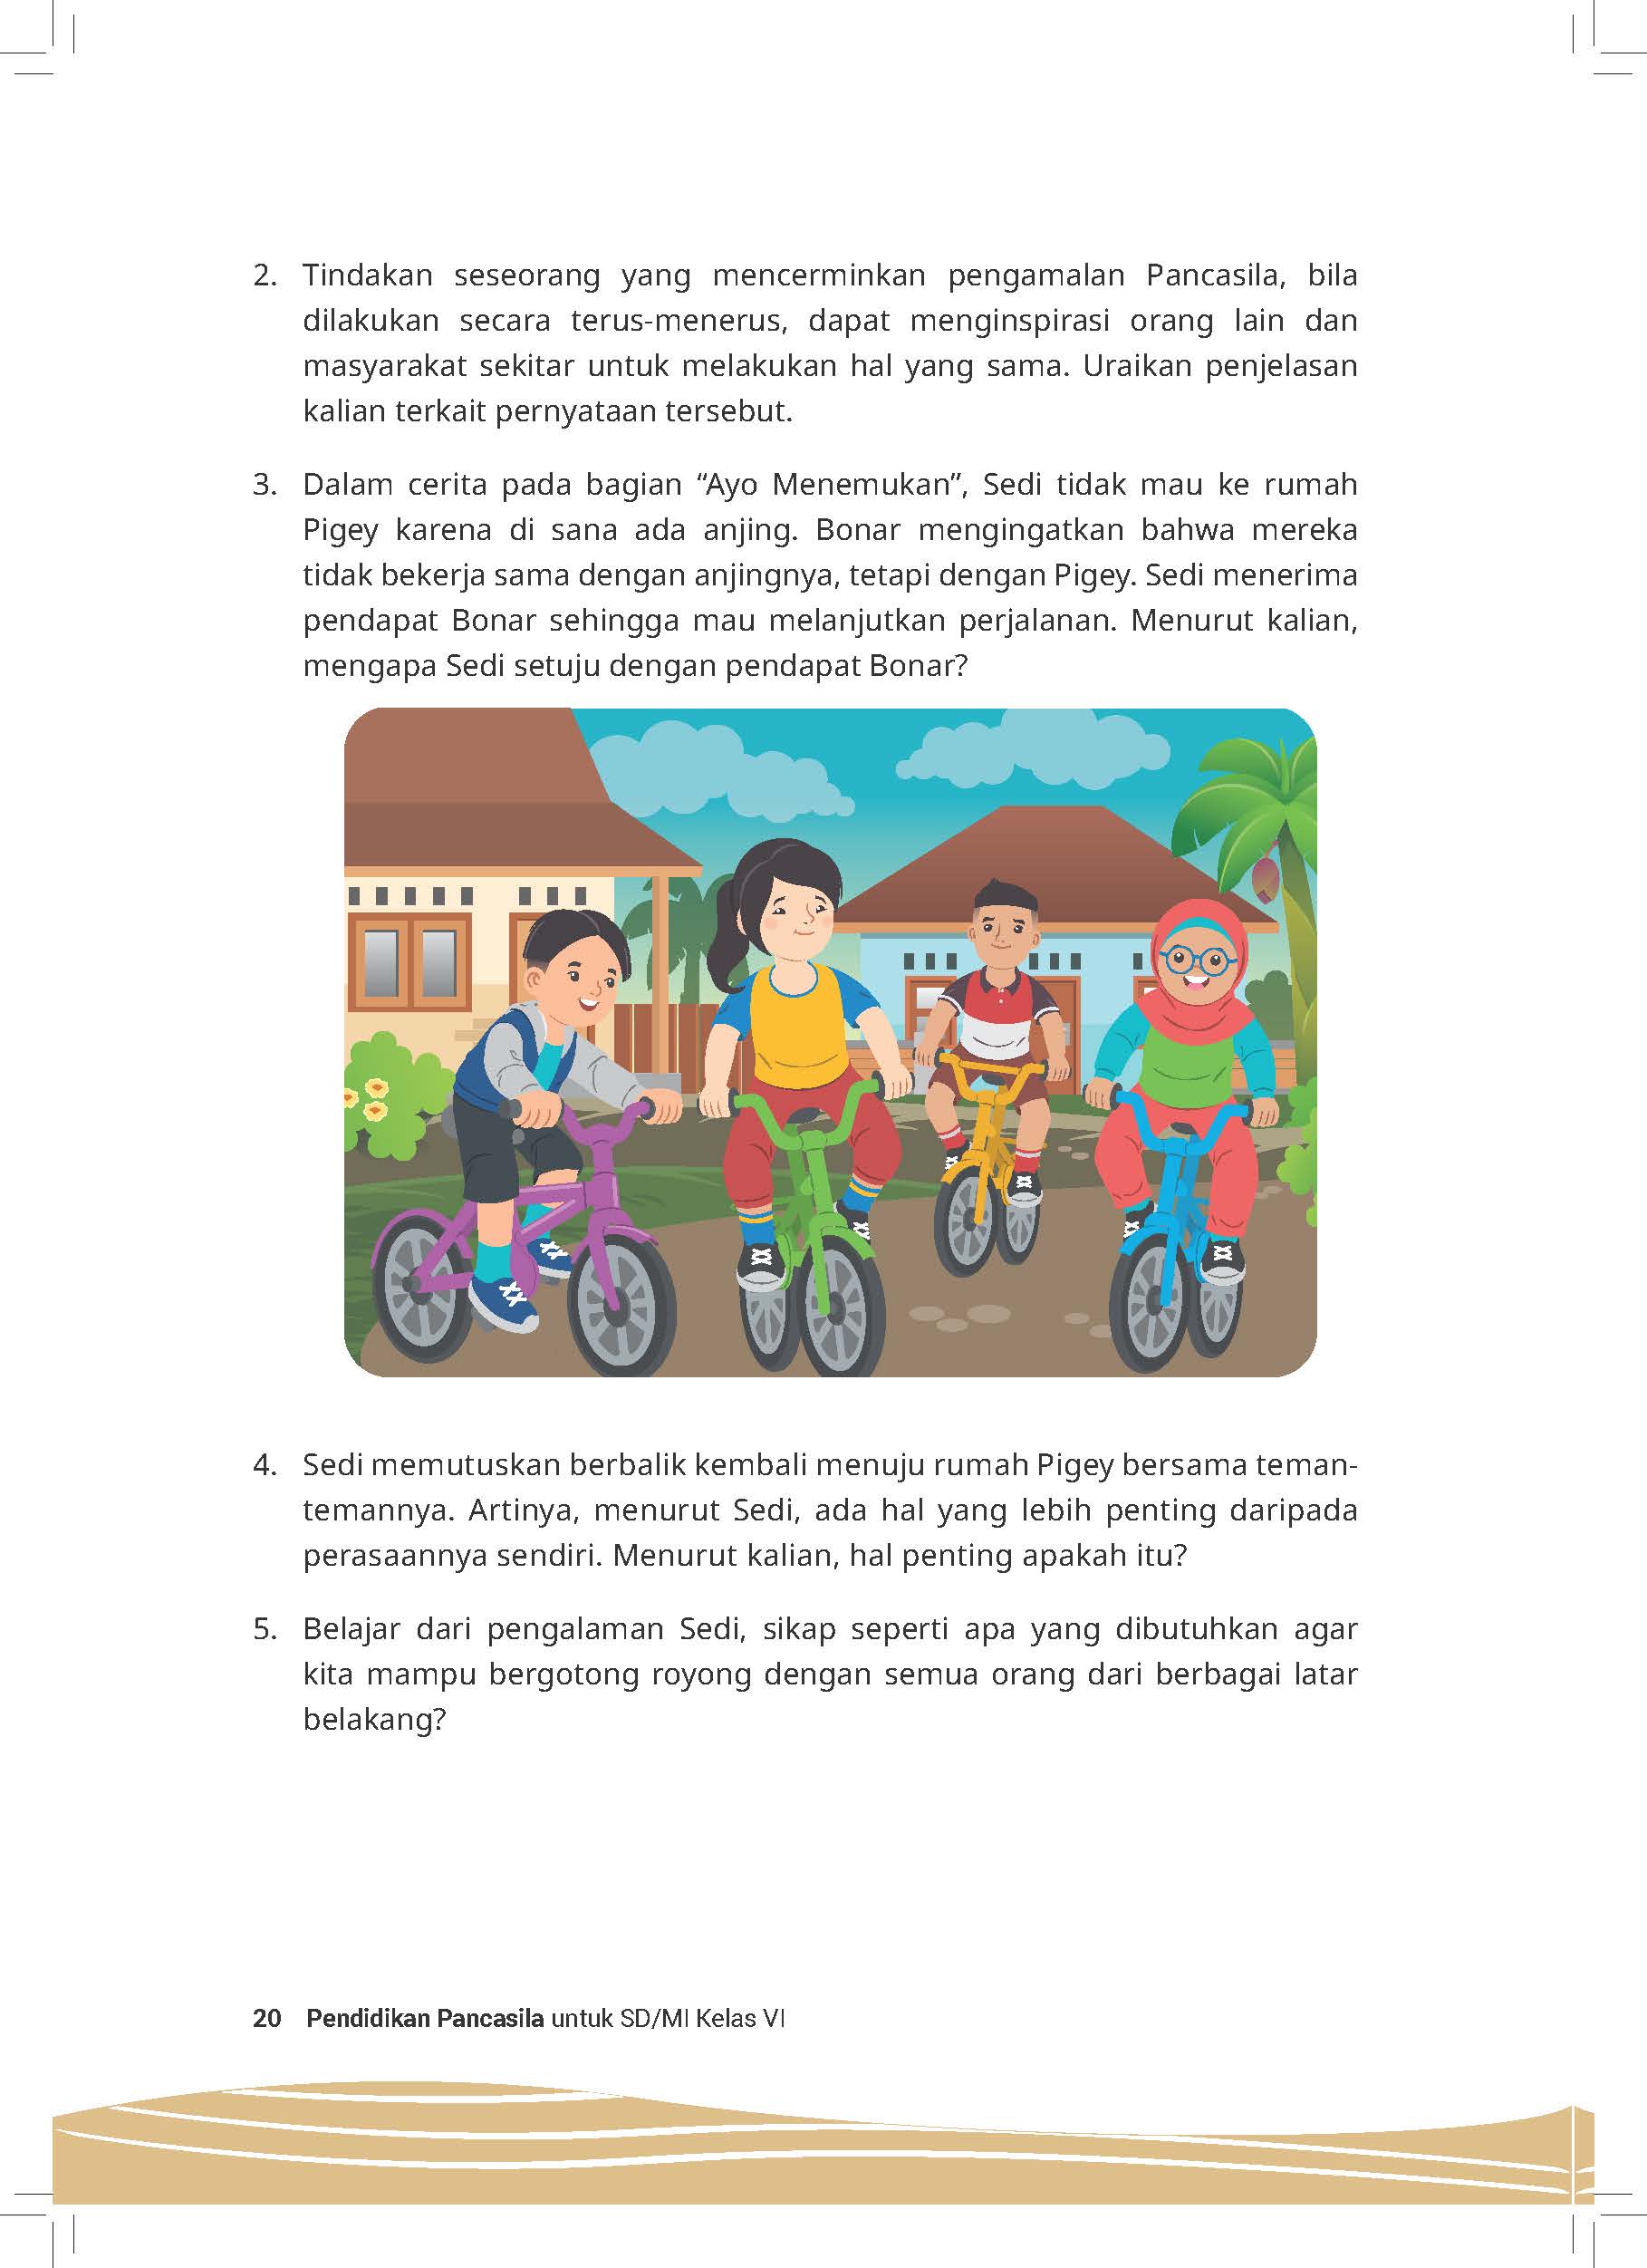 2. Tindakan seseorang yang mencerminkan pengamalan Pancasila, bila
dilakukan secara terus-menerus, dapat menginspirasi orang lain dan
masyarakat sekitar untuk melakukan hal yang sama. Uraikan penjelasan
kalian terkait pernyataan tersebut.
3. Dalam cerita pada bagian “Ayo Menemukan”, Sedi tidak mau ke rumah
Pigey karena di sana ada anjing. Bonar mengingatkan bahwa mereka
tidak bekerja sama dengan anjingnya, tetapi dengan Pigey. Sedi menerima
pendapat Bonar sehingga mau melanjutkan perjalanan. Menurut kalian,
mengapa Sedi setuju dengan pendapat Bonar?
4. Sedi memutuskan berbalik kembali menuju rumah Pigey bersama teman-
temannya. Artinya, menurut Sedi, ada hal yang lebih penting daripada
perasaannya sendiri. Menurut kalian, hal penting apakah itu?
5. Belajar dari pengalaman Sedi, sikap seperti apa yang dibutuhkan agar
kita mampu bergotong royong dengan semua orang dari berbagai latar
belakang?
20 Pendidikan Pancasila untuk SD/MI Kelas VI